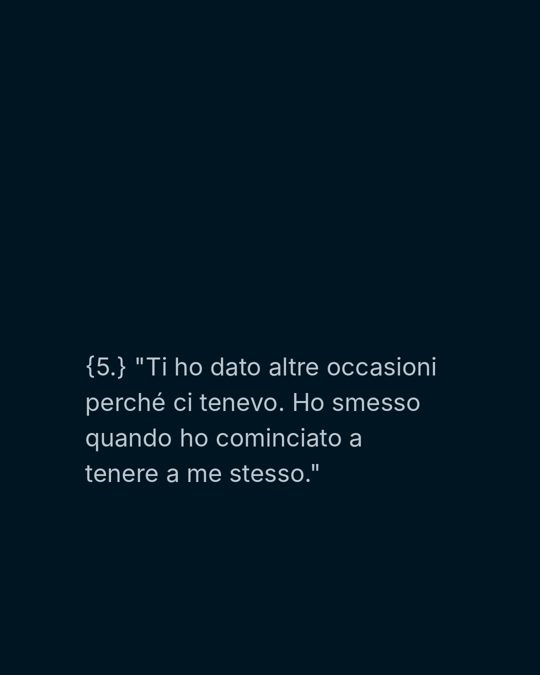 {5.} "Ti ho dato altre occasioni
perché ci tenevo. Ho smesso
quando ho cominciato a
tenere a me stesso."